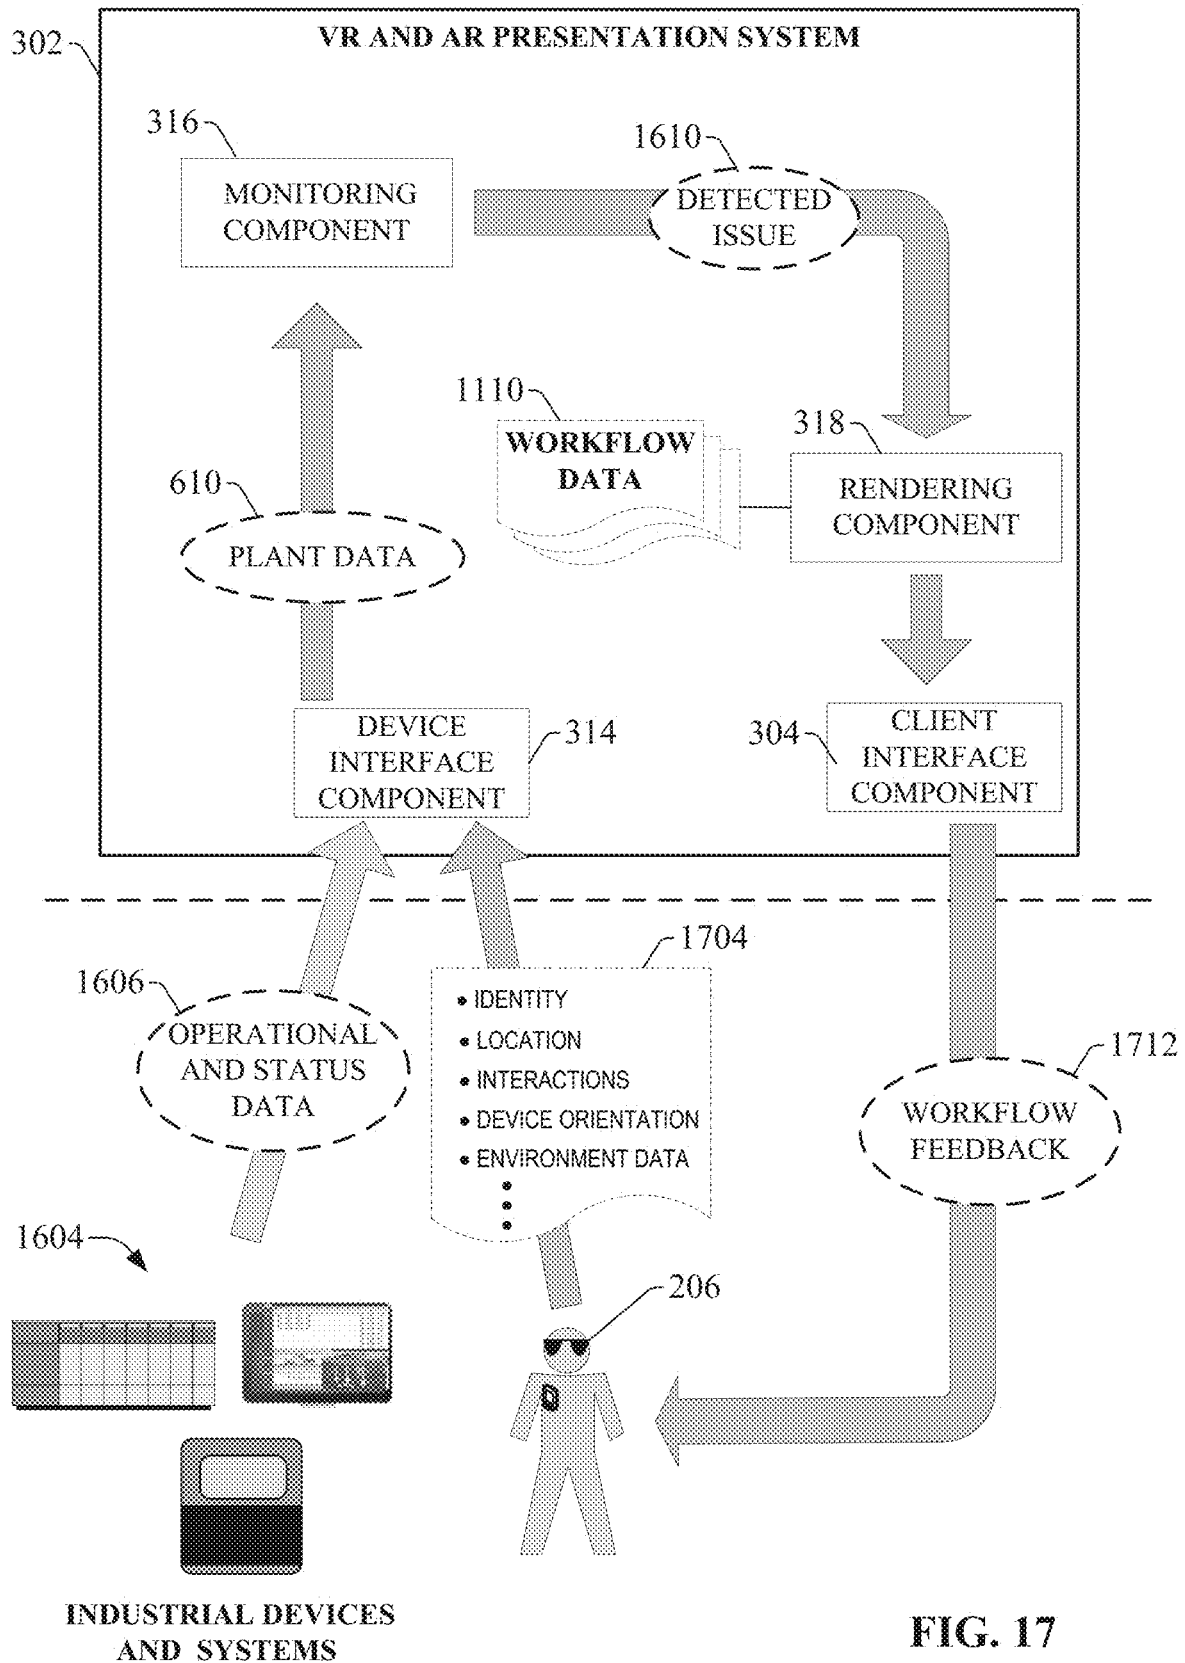 VR AND AR PRESENTATION SYSTEM
302
316
MONITORING
COMPONENT
1610
DETECTED
ISSUE
1110
WORKFLOW
DATA
318
RENDERING
COMPONENT
610
PLANT DATA
DEVICE
INTERFACE
COMPONENT
314
304
CLIENT
INTERFACE
COMPONENT
1704
• IDENTITY
• LOCATION
• INTERACTIONS
• DEVICE ORIENTATION
• ENVIRONMENT DATA
1606
OPERATIONAL
AND STATUS
DATA
1712
WORKFLOW
FEEDBACK
1604
206
INDUSTRIAL DEVICES
AND SYSTEMS
FIG. 17